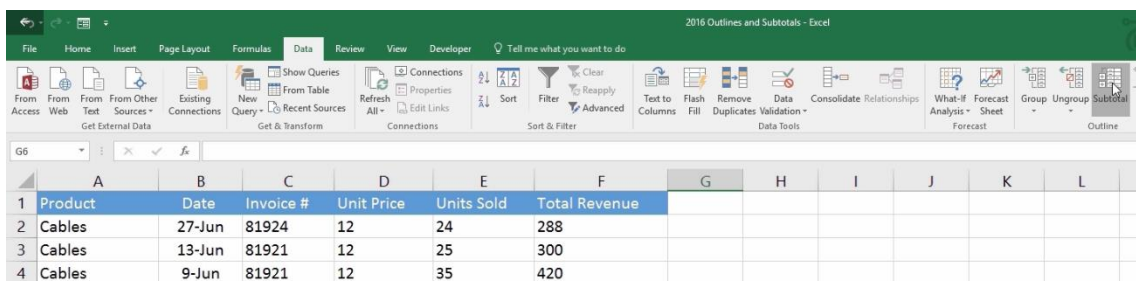 2016 Outlines and Subtotals - Excel
File Home Insert Page Layout Formulas Data Review View Developer Tell me what you want to do
From Access
From Web
From Text
From Other Sources
Get External Data
Existing Connections
New Query
Show Queries
From Table
Recent Sources
Get & Transform
Refresh All
Connections
Properties
Edit Links
Connections
Sort
Filter
Clear
Reapply
Advanced
Sort & Filter
Text to Columns
Flash Fill
Remove Duplicates
Data Validation
Consolidate
Relationships
Data Tools
What-If Analysis
Forecast Sheet
Forecast
Group
Ungroup
Subtotal
Outline
G6 fx
A B C D E F G H I J K L
1 Product Date Invoice # Unit Price Units Sold Total Revenue
2 Cables 27-Jun 81924 12 24 288
3 Cables 13-Jun 81921 12 25 300
4 Cables 9-Jun 81921 12 35 420